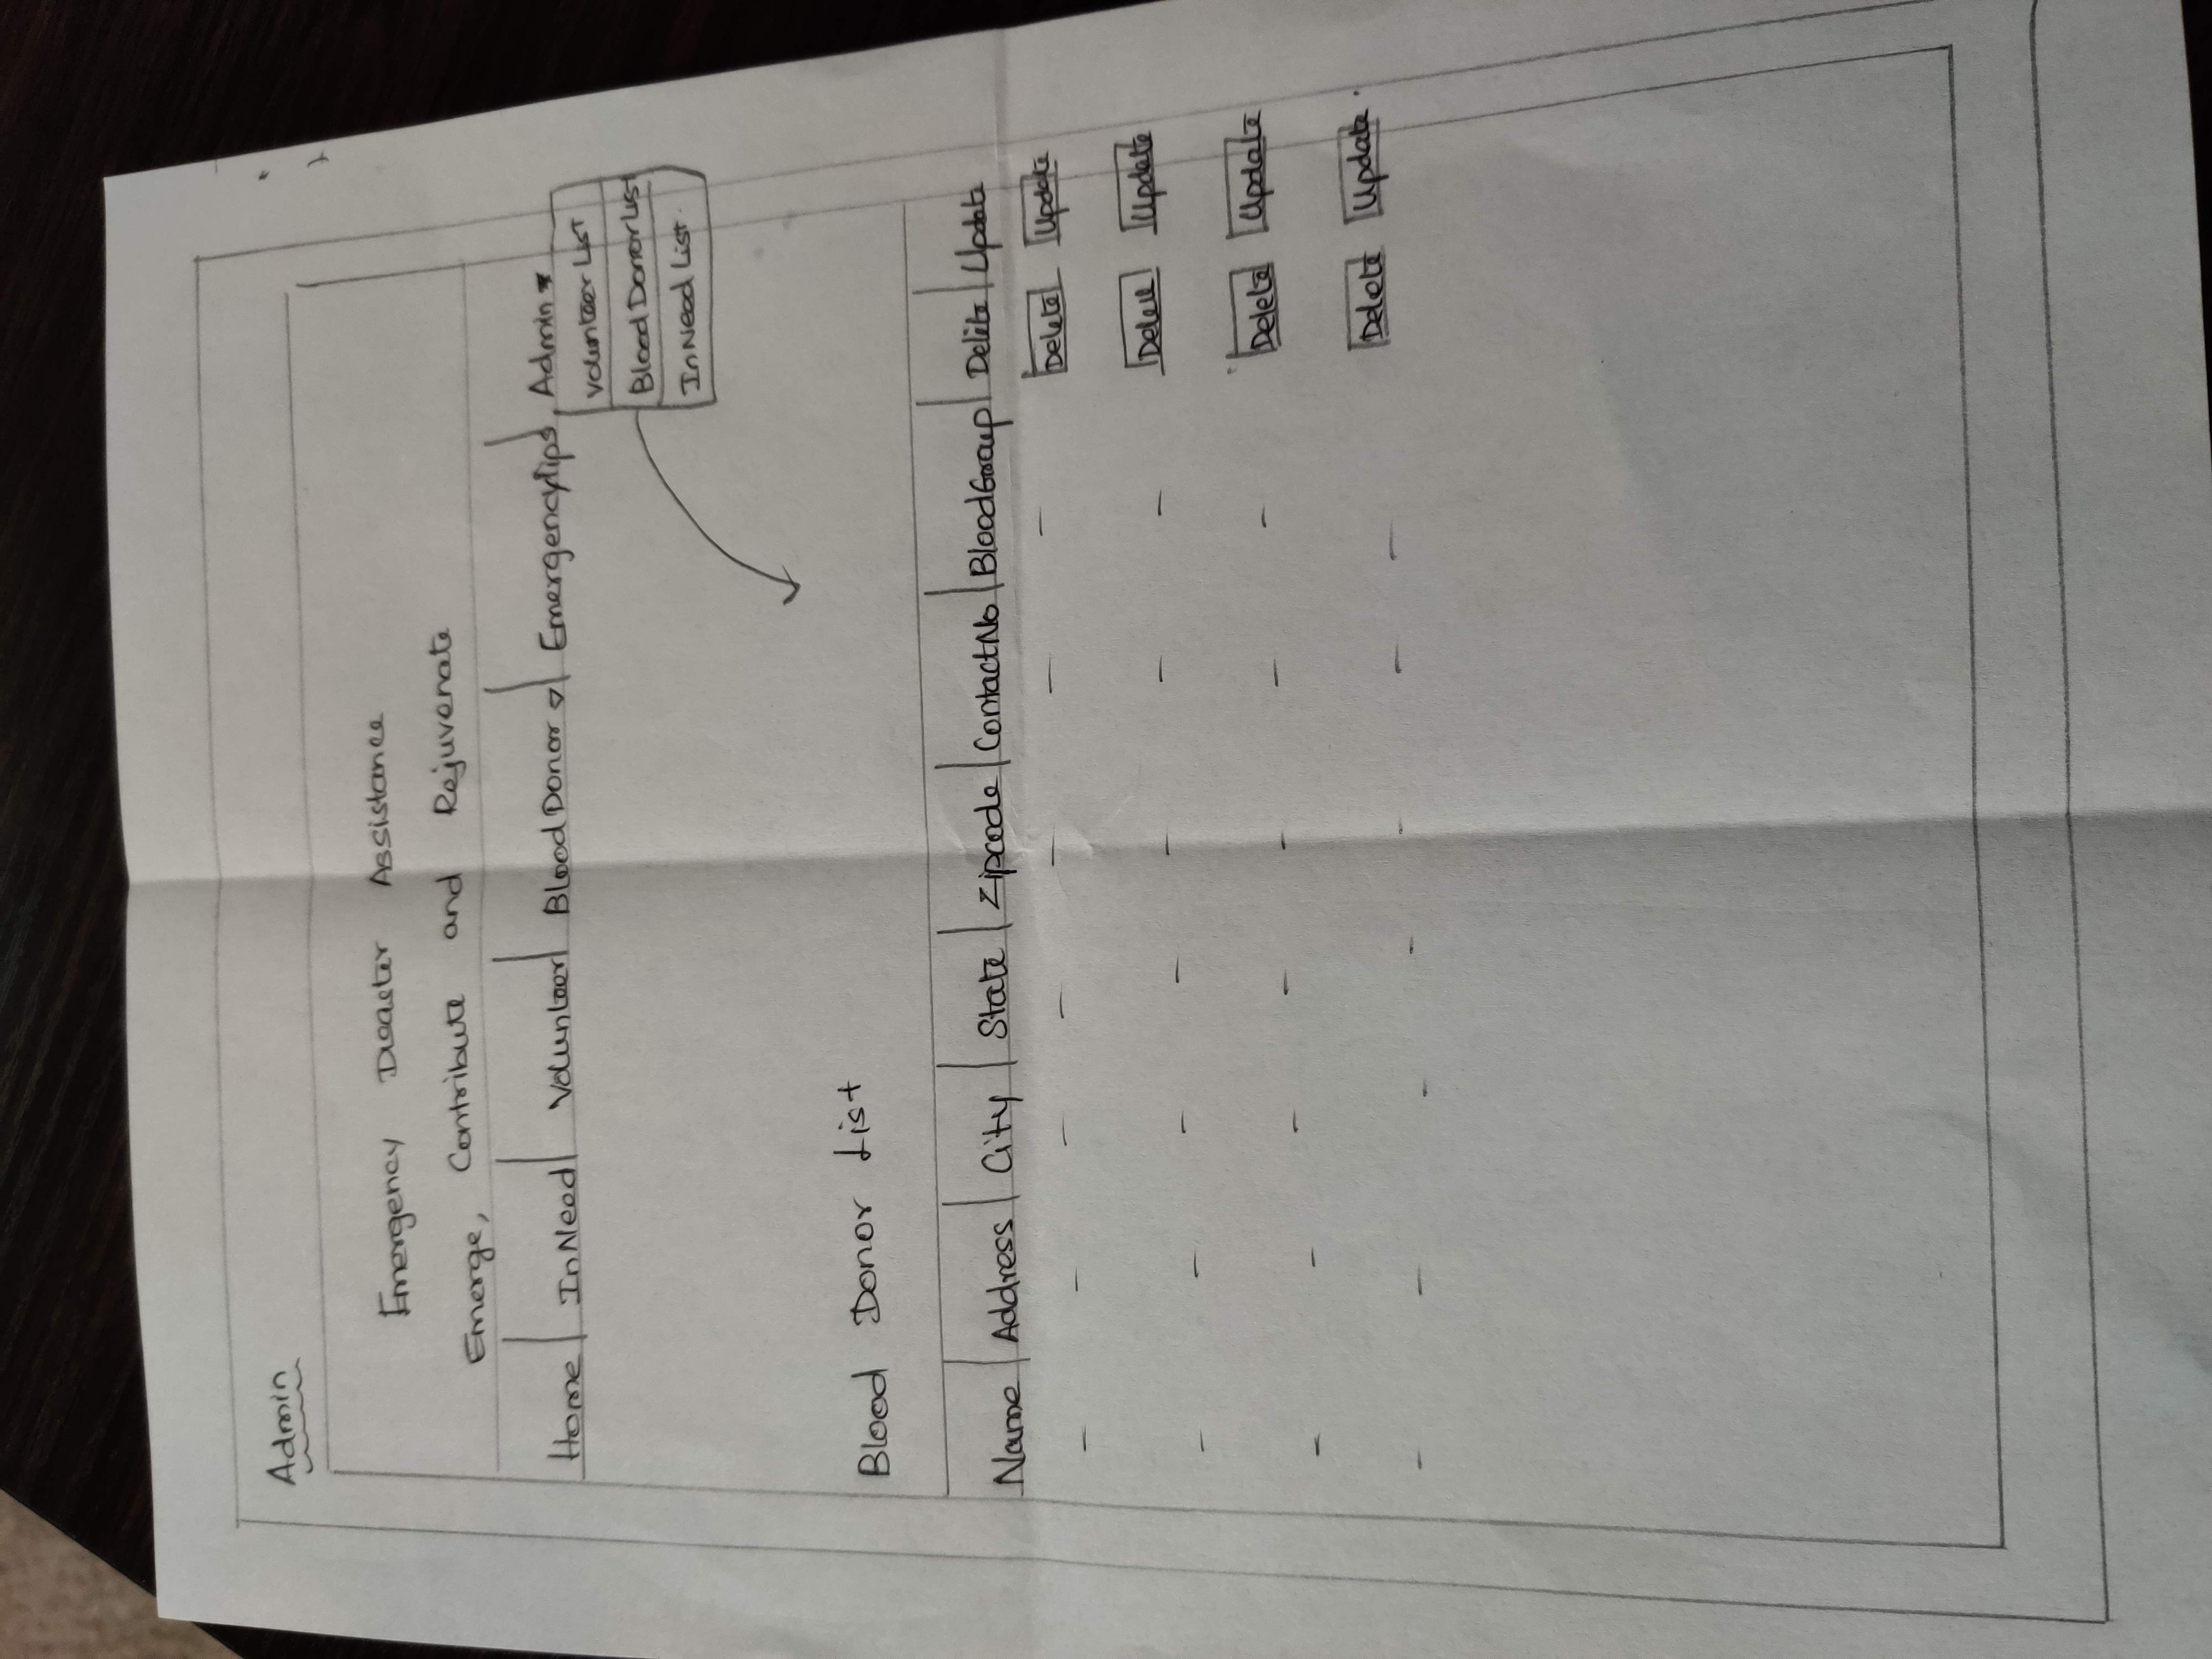 Admin
Emergency Disaster Assistance
Emerge, Contribute and Rejuvenate
Home InNeed Volunteer Blood Donor Emergencytips Admin
Volunteer List
Blood Donor List
InNeed List
Blood Donor List
Name Address City State Zipcode ContactNo BloodGroup Delete Update
- - - - - - - Delete Update
- - - - - - - Delete Update
- - - - - - - Delete Update
- - - - - - - Delete Update